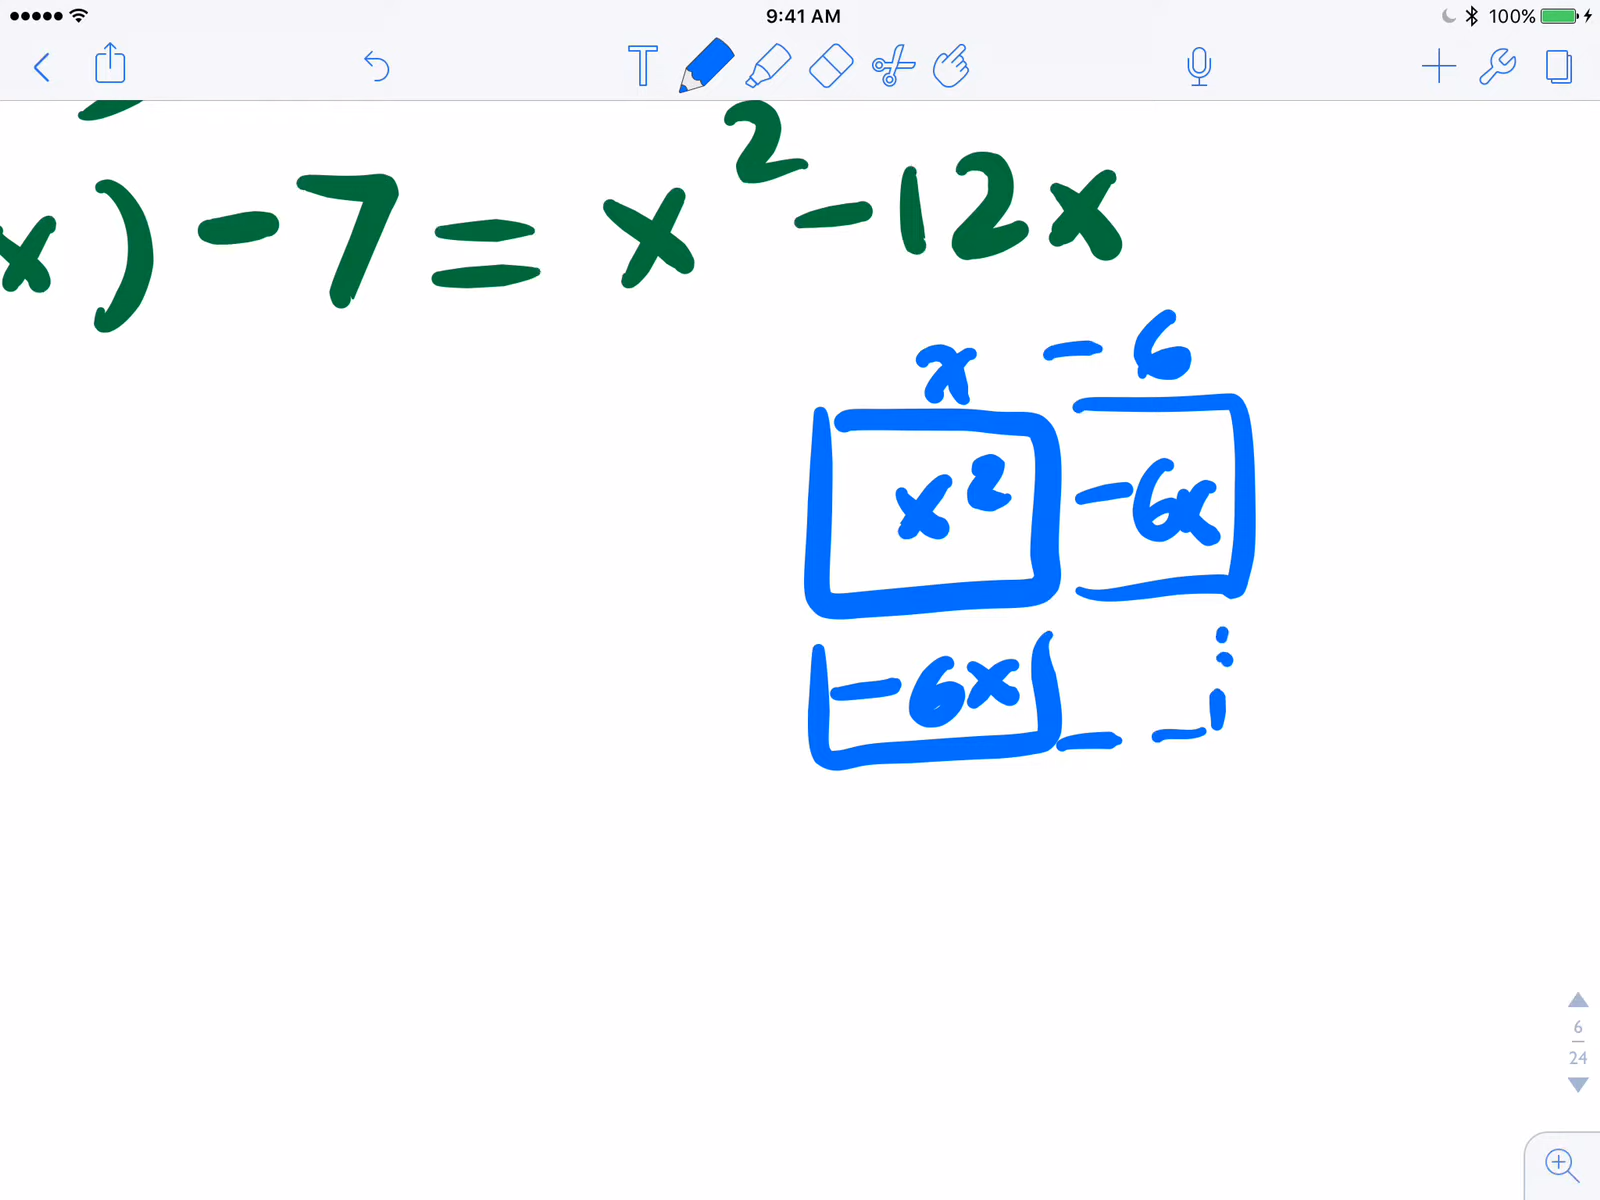 9:41 AM 100%
T
x) - 7 = x² - 12x
x - 6
x² - 6x
- 6x
6
24